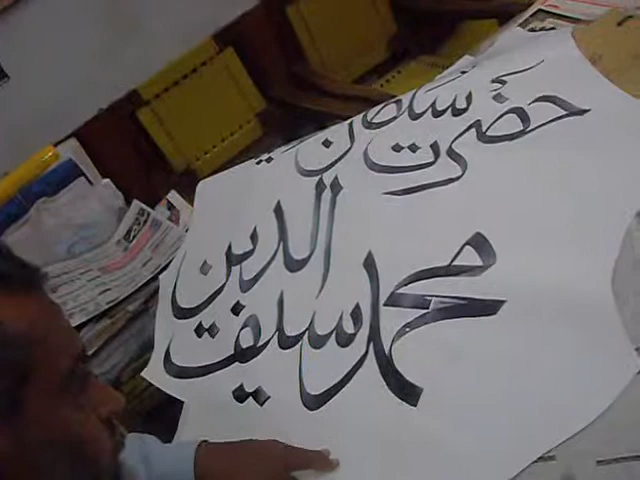 حضرت سلطان
محمد سیف الدین